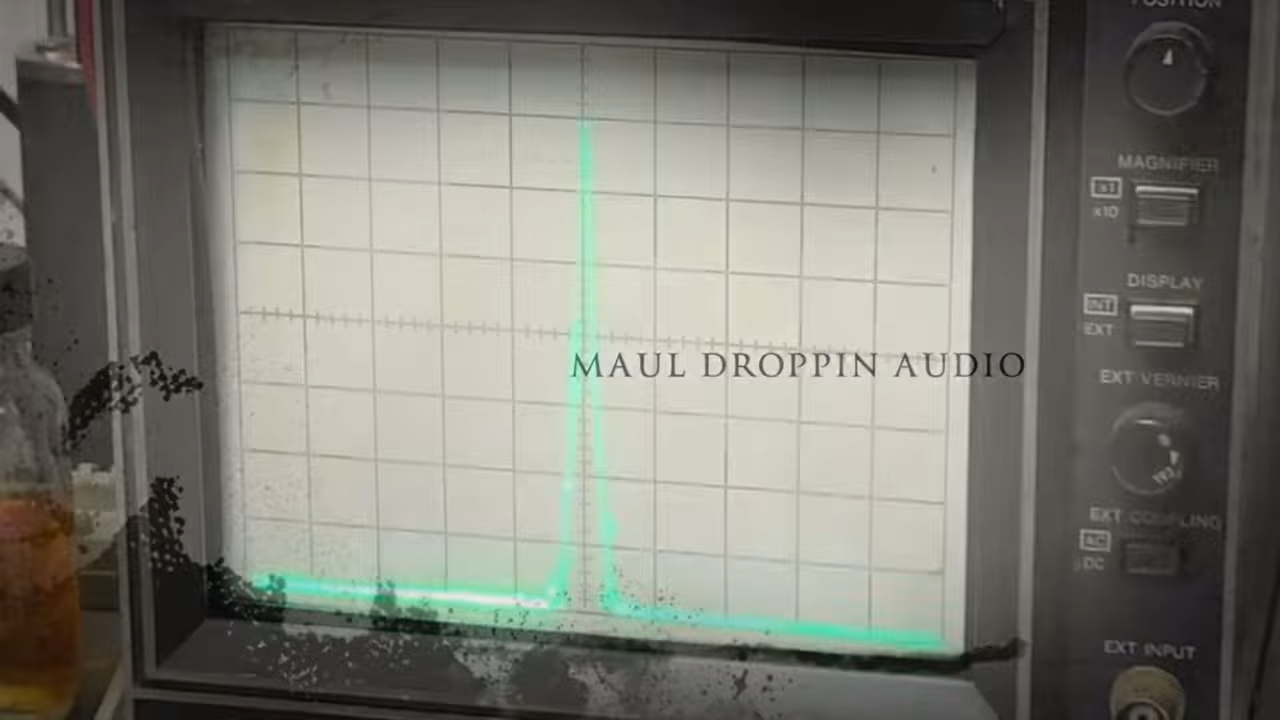 POSITION
MAGNIFIER
x1
x10
DISPLAY
INT
EXT
MAUL DROPPIN AUDIO
EXT VERNIER
EXT COUPLING
AC
DC
EXT INPUT